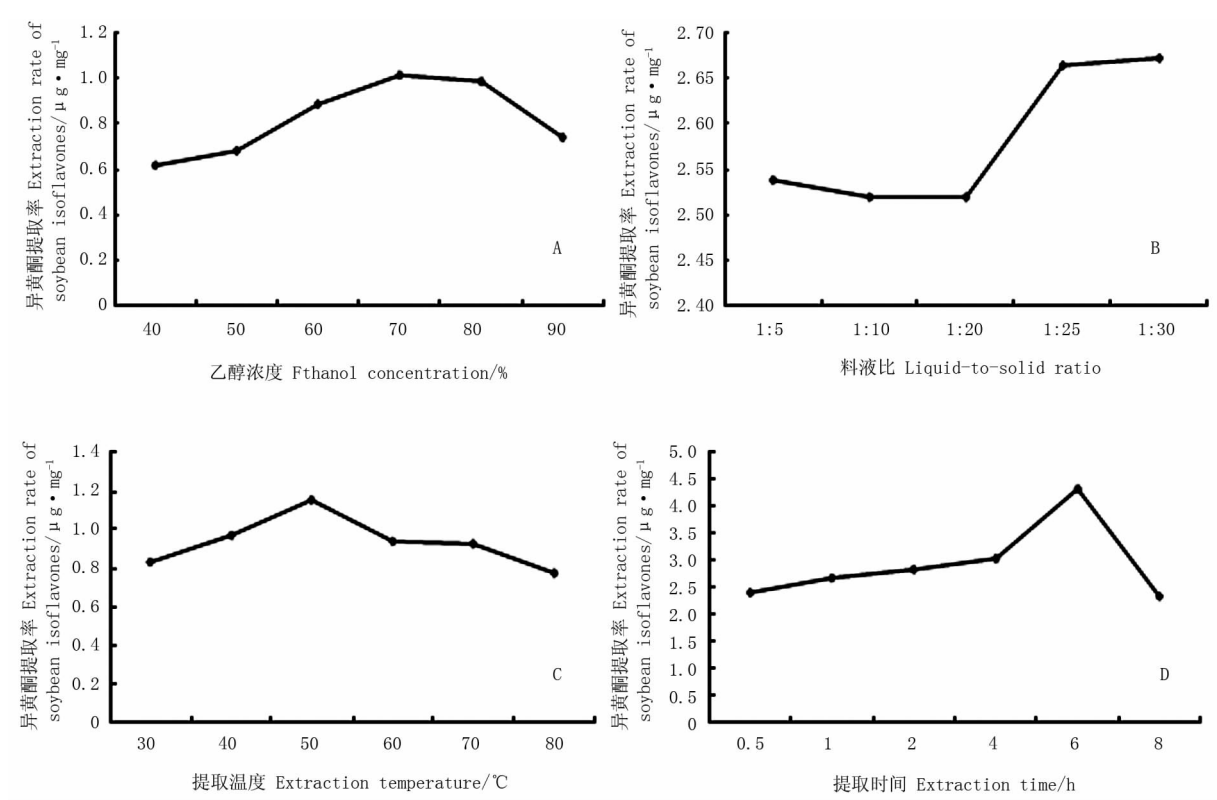 异黄酮提取率 Extraction rate of
soybean isoflavones/μg•mg⁻¹
1.2
1.0
0.8
0.6
0.4
0.2
0
A
40 50 60 70 80 90
乙醇浓度 Fthanol concentration/%
异黄酮提取率 Extraction rate of
soybean isoflavones/μg•mg⁻¹
2.70
2.65
2.60
2.55
2.50
2.45
2.40
B
1:5 1:10 1:20 1:25 1:30
料液比 Liquid-to-solid ratio
异黄酮提取率 Extraction rate of
soybean isoflavones/μg•mg⁻¹
1.4
1.2
1.0
0.8
0.6
0.4
0.2
0
C
30 40 50 60 70 80
提取温度 Extraction temperature/℃
异黄酮提取率 Extraction rate of
soybean isoflavones/μg•mg⁻¹
5.0
4.5
4.0
3.5
3.0
2.5
2.0
1.5
1.0
0.5
0
D
0.5 1 2 4 6 8
提取时间 Extraction time/h